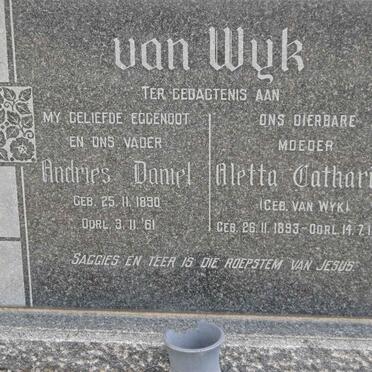 van Wyk
TER GEDAGTENIS AAN
MY GELIEFDE EGGENOOT
EN ONS VADER
Andries Daniel
GEB. 25. 11. 1890
OORL. 3. 11. '61
ONS DIERBARE
MOEDER
Aletta Cathari
(GEB. VAN WYK)
GEB. 26. 11. 1893 - OORL. 14. 7. 1
SAGGIES EN TEER IS DIE ROEPSTEM VAN JESUS